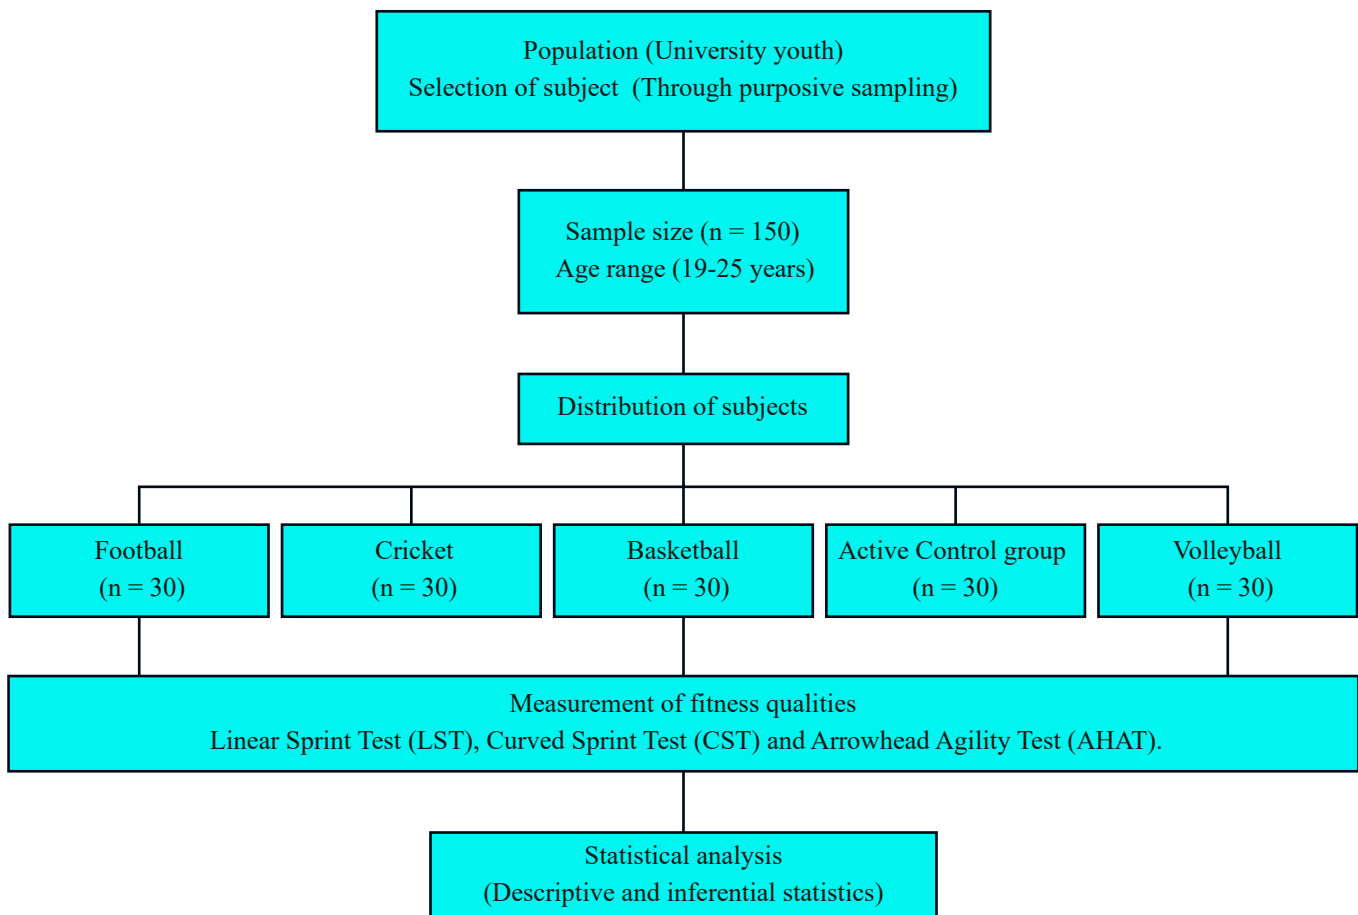 Population (University youth)
Selection of subject  (Through purposive sampling)
Sample size (n = 150)
Age range (19-25 years)
Distribution of subjects
Football
(n = 30)
Cricket
(n = 30)
Basketball
(n = 30)
Active Control group
(n = 30)
Volleyball
(n = 30)
Measurement of fitness qualities
Linear Sprint Test (LST), Curved Sprint Test (CST) and Arrowhead Agility Test (AHAT).
Statistical analysis
(Descriptive and inferential statistics)